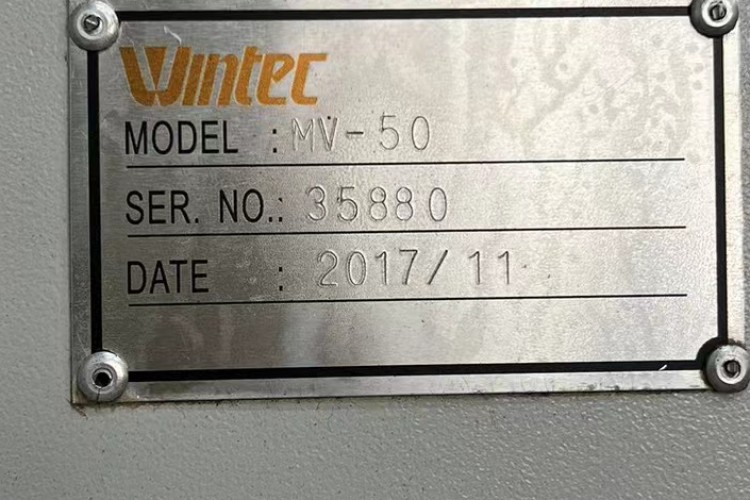 Wintec
MODEL : MV-50
SER. NO.: 35880
DATE : 2017/11